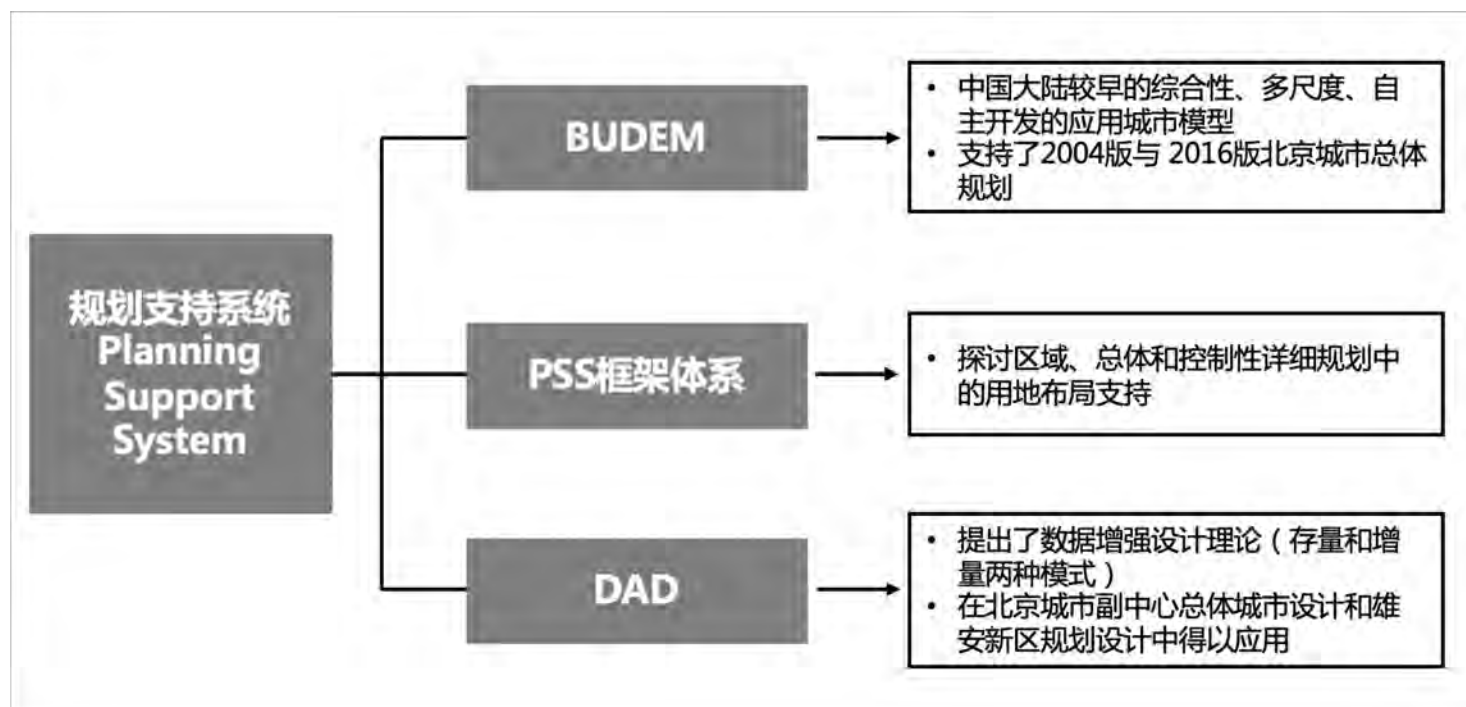 规划支持系统
Planning
Support
System
BUDEM
• 中国大陆较早的综合性、多尺度、自
主开发的应用城市模型
• 支持了2004版与 2016版北京城市总体
规划
PSS框架体系
• 探讨区域、总体和控制性详细规划中
的用地布局支持
DAD
• 提出了数据增强设计理论（存量和增
量两种模式）
• 在北京城市副中心总体城市设计和雄
安新区规划设计中得以应用